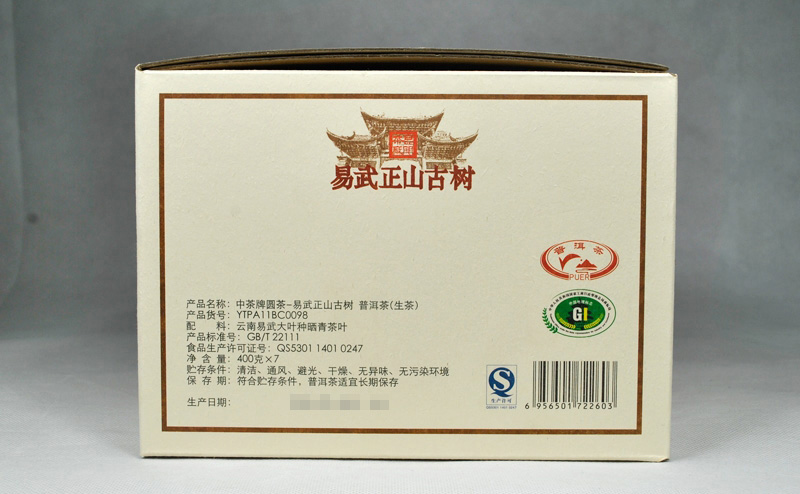 易武正山古树
普洱茶
PUER
GI
产品名称：中茶牌圆茶-易武正山古树 普洱茶(生茶)
产品货号：YTPA11BC0098
配 料：云南易武大叶种晒青茶叶
产品标准号：GB/T 22111
食品生产许可证号：QS5301 1401 0247
净 含 量：400克×7
贮存条件：清洁、通风、避光、干燥、无异味、无污染环境
保 存 期：符合贮存条件，普洱茶适宜长期保存
生产日期：
生产许可
QS5301 1401 0247
6 956501 722603